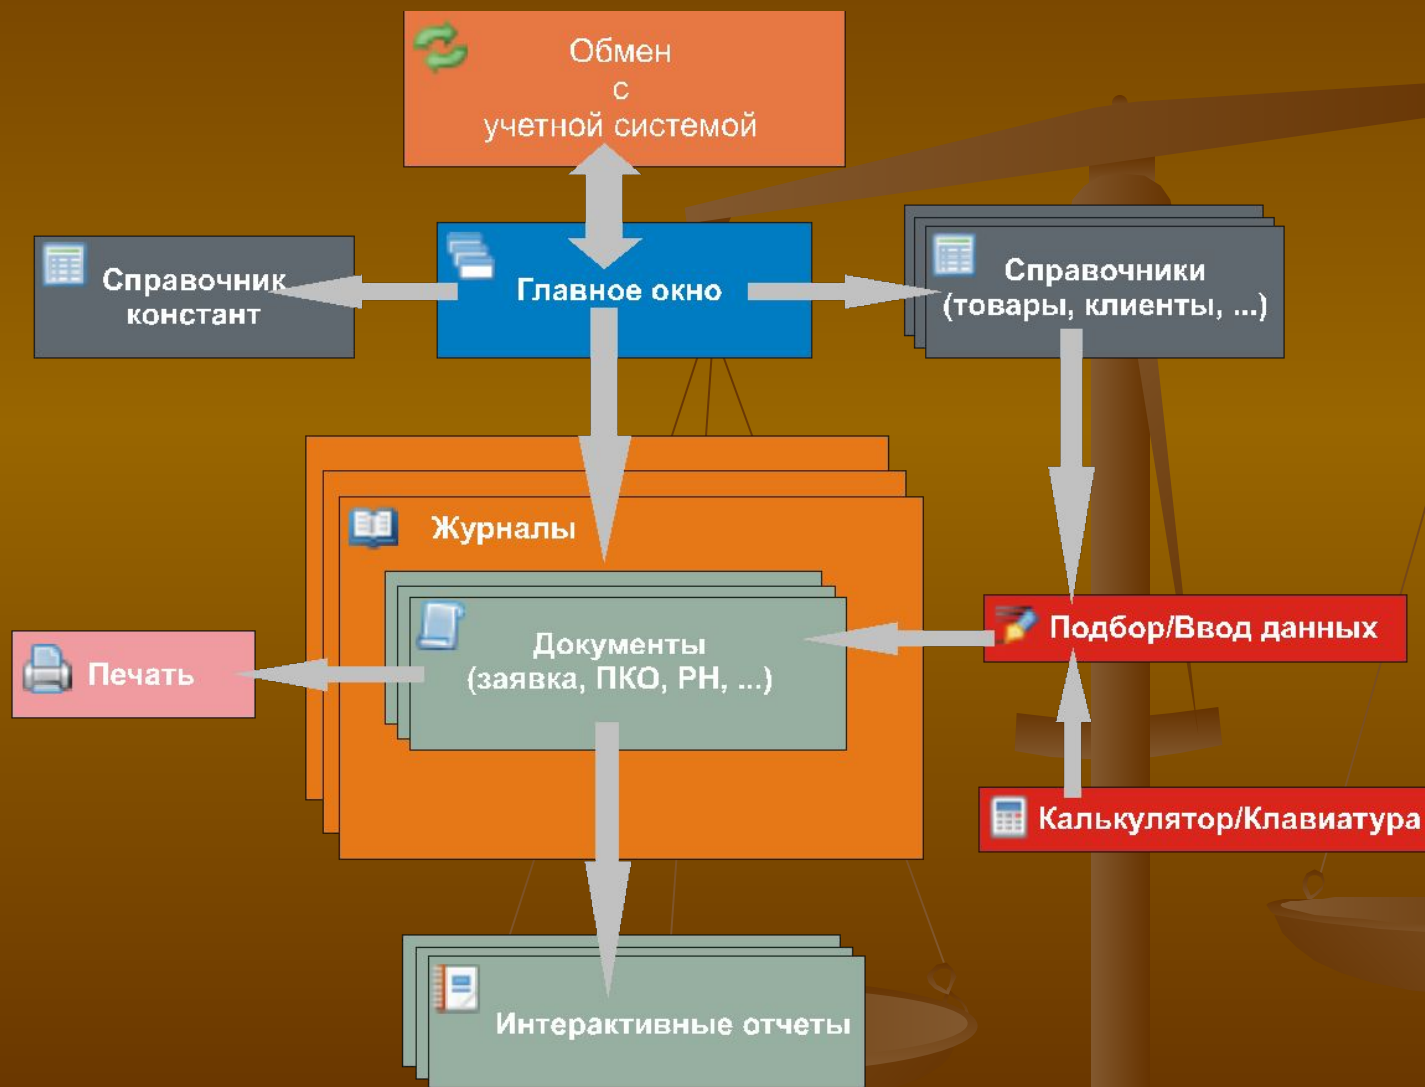 Обмен
с
учетной системой
Справочник
констант
Главное окно
Справочники
(товары, клиенты, ...)
Журналы
Документы
(заявка, ПКО, РН, ...)
Подбор/Ввод данных
Печать
Калькулятор/Клавиатура
Интерактивные отчеты